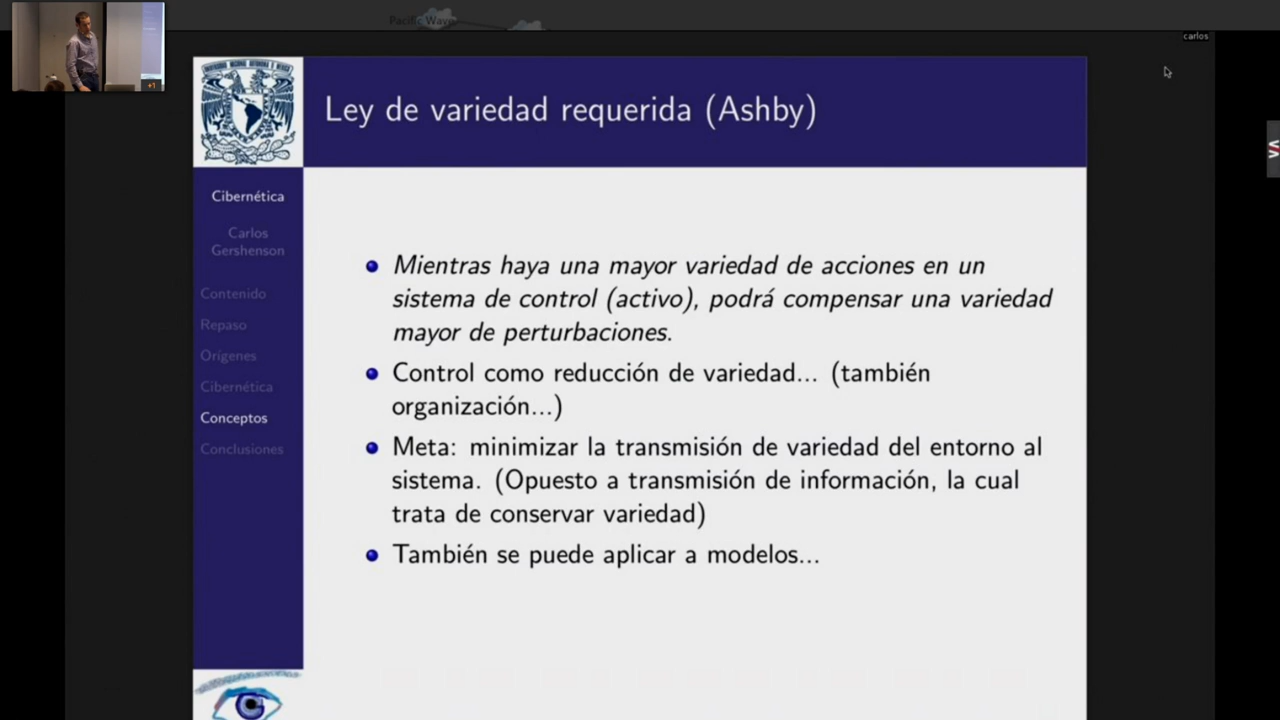 Pacific Wave
carlos
Ley de variedad requerida (Ashby)
Cibernética
Carlos
Gershenson
Contenido
Repaso
Orígenes
Cibernética
Conceptos
Conclusiones
Mientras haya una mayor variedad de acciones en un
sistema de control (activo), podrá compensar una variedad
mayor de perturbaciones.
Control como reducción de variedad... (también
organización...)
Meta: minimizar la transmisión de variedad del entorno al
sistema. (Opuesto a transmisión de información, la cual
trata de conservar variedad)
También se puede aplicar a modelos...